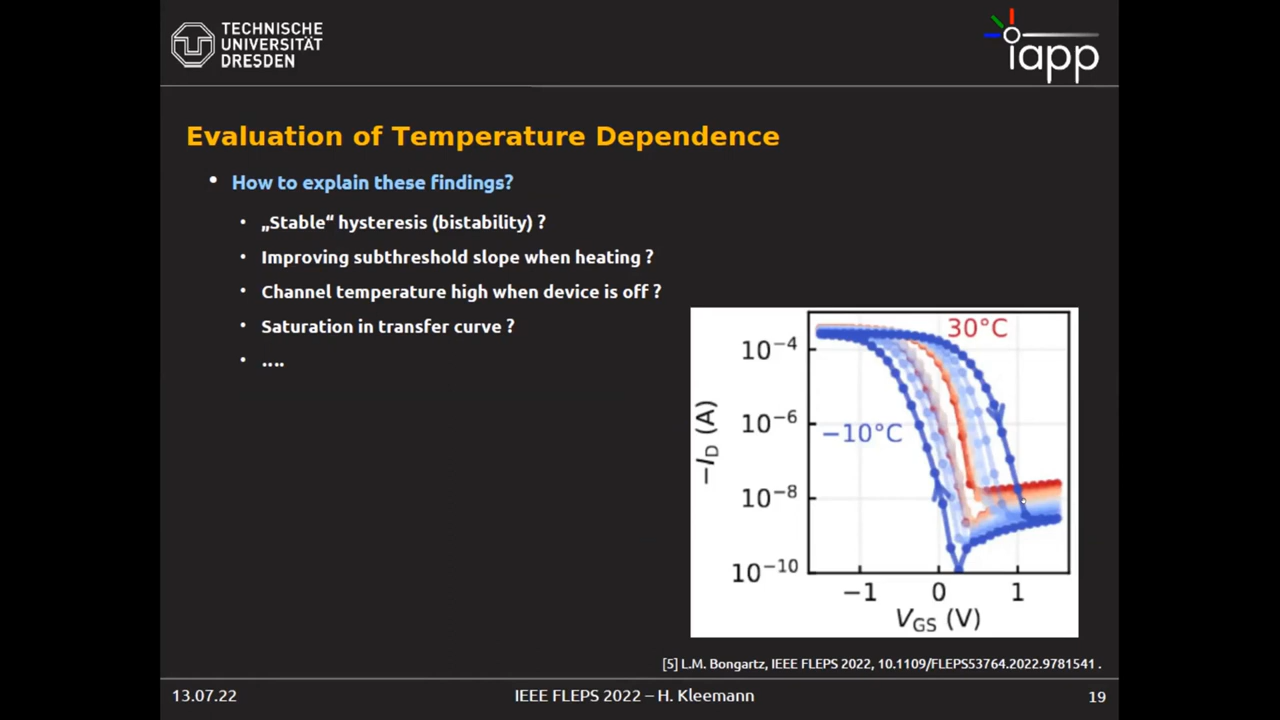 TECHNISCHE
UNIVERSITÄT
DRESDEN
iapp
Evaluation of Temperature Dependence
• How to explain these findings?
• „Stable“ hysteresis (bistability) ?
• Improving subthreshold slope when heating ?
• Channel temperature high when device is off ?
• Saturation in transfer curve ?
• ....
30°C
−10°C
10⁻⁴
10⁻⁶
10⁻⁸
10⁻¹⁰
−I_D (A)
−1 0 1
V_GS (V)
[5] L.M. Bongartz, IEEE FLEPS 2022, 10.1109/FLEPS53764.2022.9781541 .
13.07.22 IEEE FLEPS 2022 – H. Kleemann 19